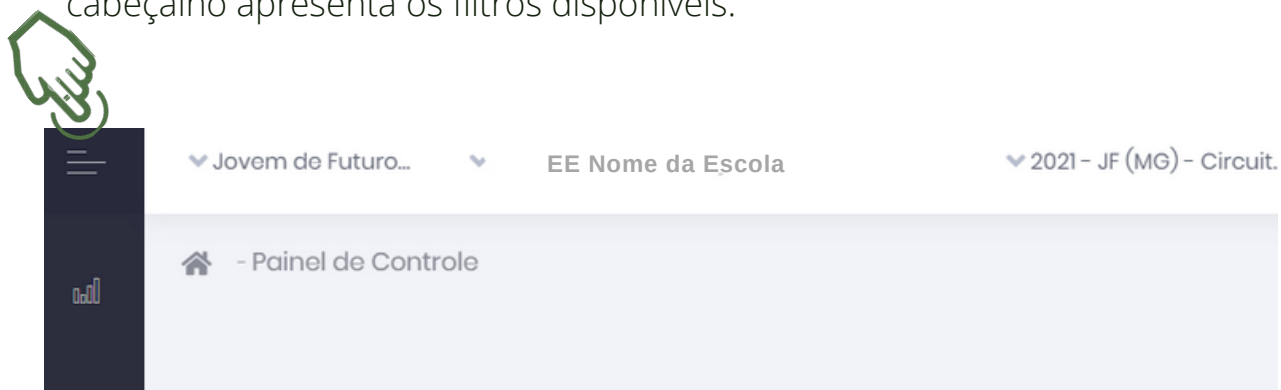 cabeçalho apresenta os filtros disponíveis.
Jovem de Futuro... EE Nome da Escola 2021 - JF (MG) - Circuit.
- Painel de Controle